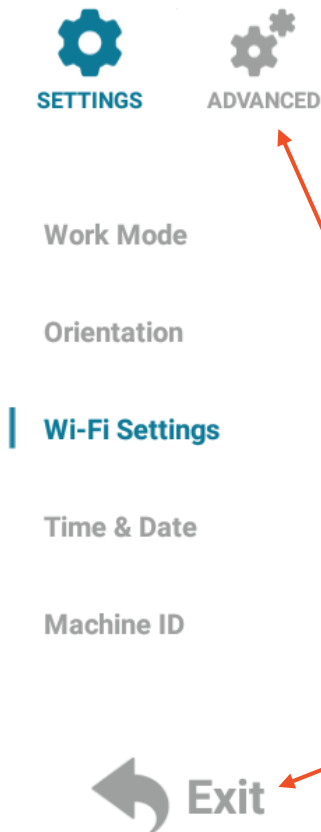 SETTINGS ADVANCED
Work Mode
Orientation
Wi-Fi Settings
Time & Date
Machine ID
Exit